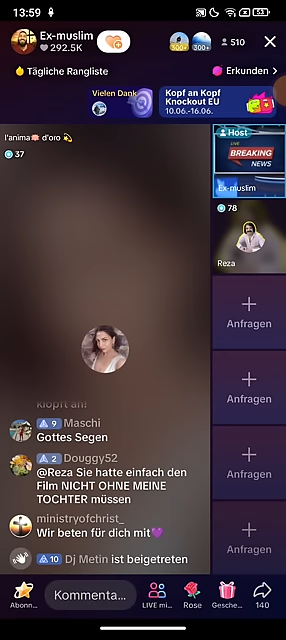 13:59
53
Ex-muslim
292.5K
300+
300+
510
Tägliche Rangliste
Erkunden
Vielen Dank
Kopf an Kopf
Knockout EU
10.06.-16.06.
l'anima🪷 d'oro 💫
37
Host
LIVE
BREAKING
NEWS
Ex-muslim
78
Reza
Anfragen
Anfragen
Anfragen
Anfragen
klopft an!
9 Maschi
Gottes Segen
2 Douggy52
@Reza Sie hatte einfach den
Film NICHT OHNE MEINE
TOCHTER müssen
ministryofchrist_
Wir beten für dich mit💜
10 Dj Metin ist beigetreten
Abonn...
Kommenta...
LIVE mi...
Rose
Gesche...
140